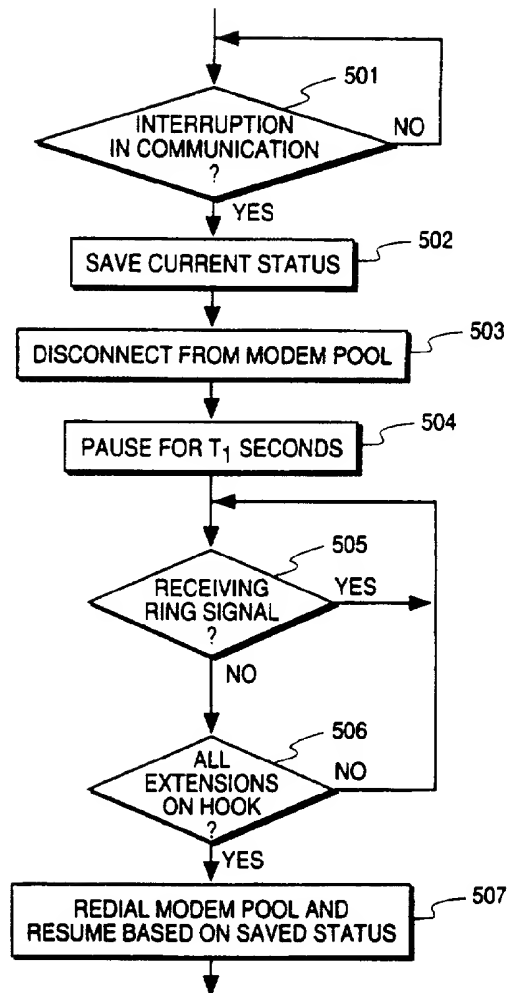 501
INTERRUPTION
IN COMMUNICATION
?
NO
YES
502
SAVE CURRENT STATUS
503
DISCONNECT FROM MODEM POOL
504
PAUSE FOR T₁ SECONDS
505
RECEIVING
RING SIGNAL
?
YES
NO
506
ALL
EXTENSIONS
ON HOOK
?
NO
YES
507
REDIAL MODEM POOL AND
RESUME BASED ON SAVED STATUS